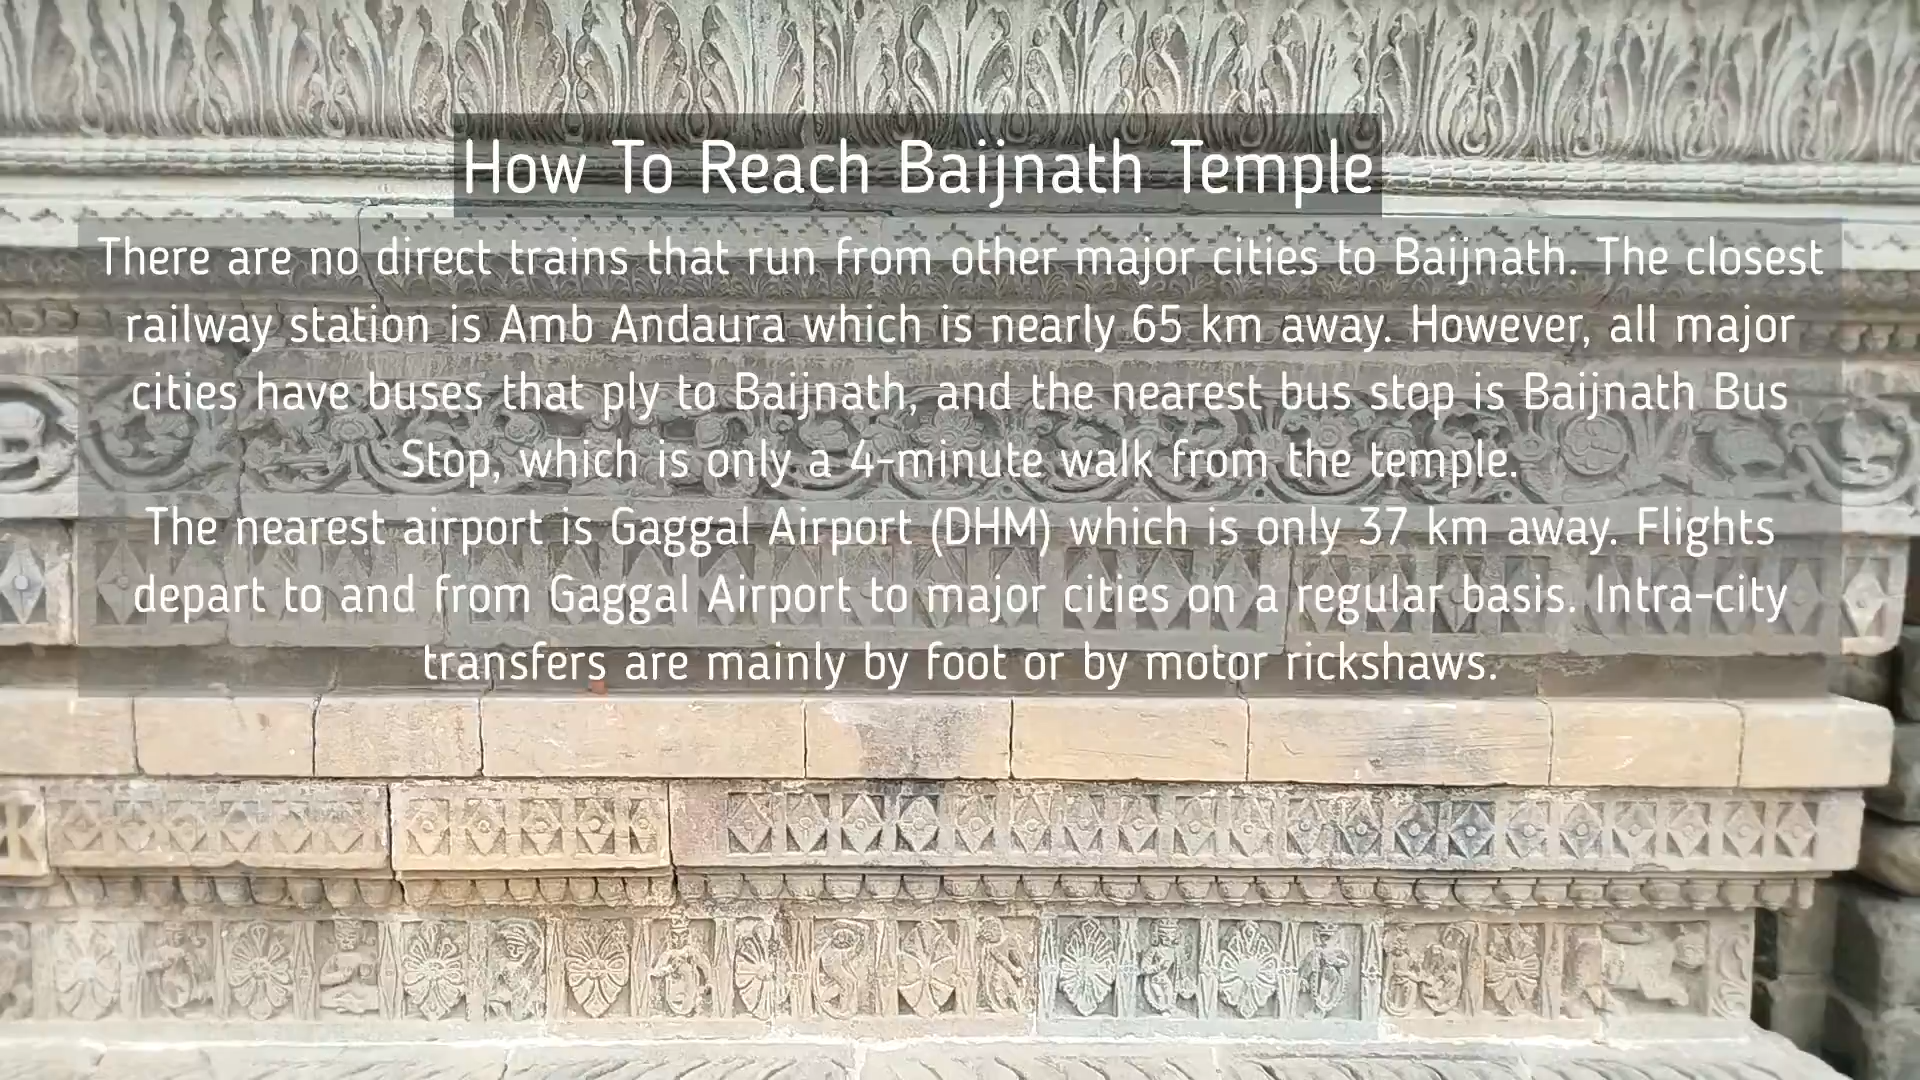 How To Reach Baijnath Temple
There are no direct trains that run from other major cities to Baijnath. The closest
railway station is Amb Andaura which is nearly 65 km away. However, all major
cities have buses that ply to Baijnath, and the nearest bus stop is Baijnath Bus
Stop, which is only a 4-minute walk from the temple.
The nearest airport is Gaggal Airport (DHM) which is only 37 km away. Flights
depart to and from Gaggal Airport to major cities on a regular basis. Intra-city
transfers are mainly by foot or by motor rickshaws.